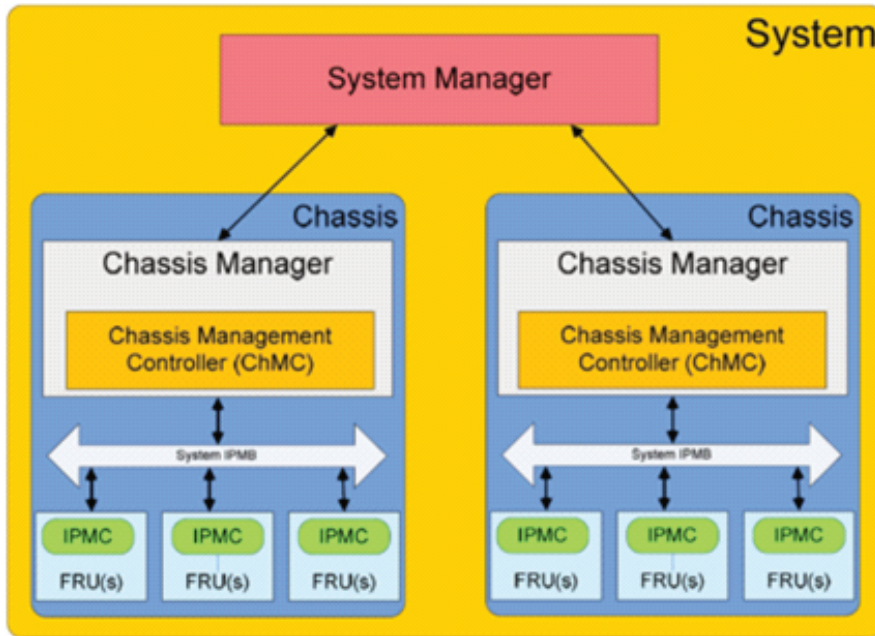 System
System Manager
Chassis
Chassis Manager
Chassis Management
Controller (ChMC)
System IPMB
IPMC
FRU(s)
IPMC
FRU(s)
IPMC
FRU(s)
Chassis
Chassis Manager
Chassis Management
Controller (ChMC)
System IPMB
IPMC
FRU(s)
IPMC
FRU(s)
IPMC
FRU(s)